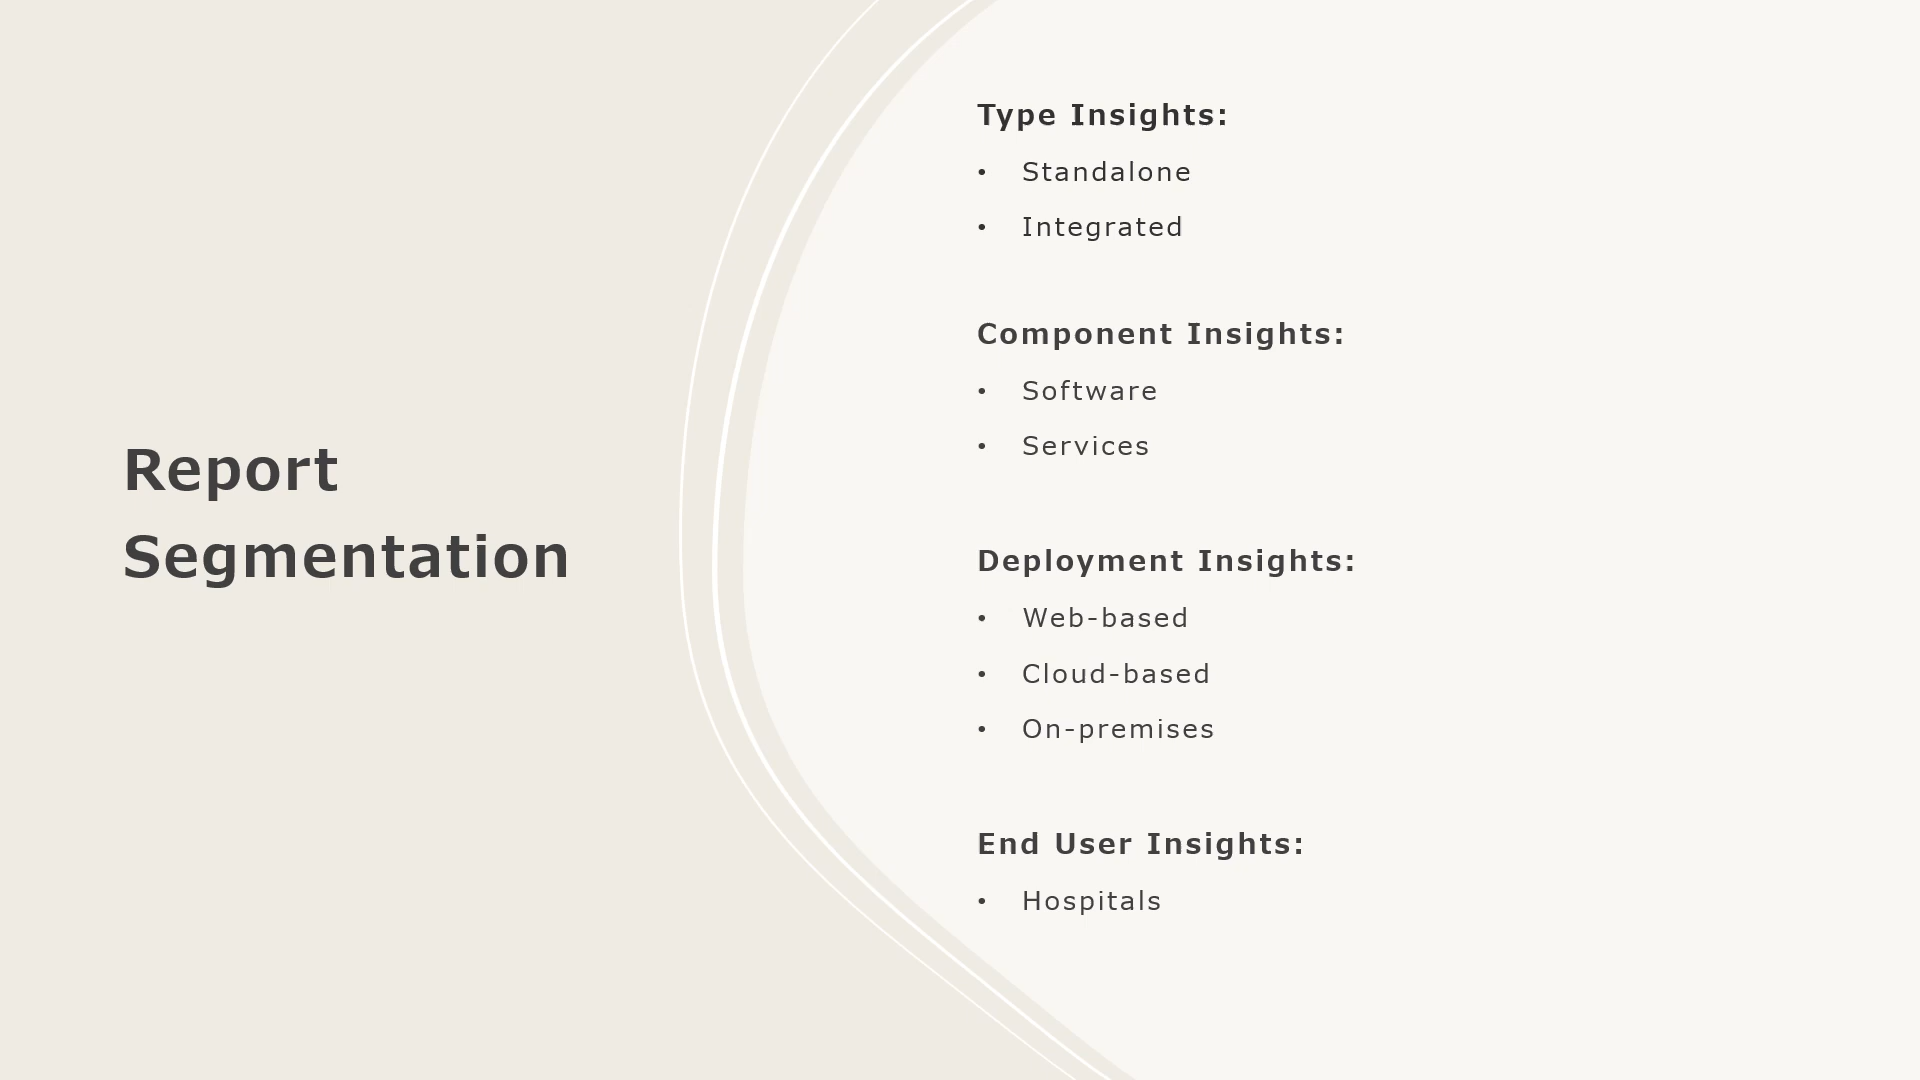 Report
Segmentation
Type Insights:
• Standalone
• Integrated
Component Insights:
• Software
• Services
Deployment Insights:
• Web-based
• Cloud-based
• On-premises
End User Insights:
• Hospitals